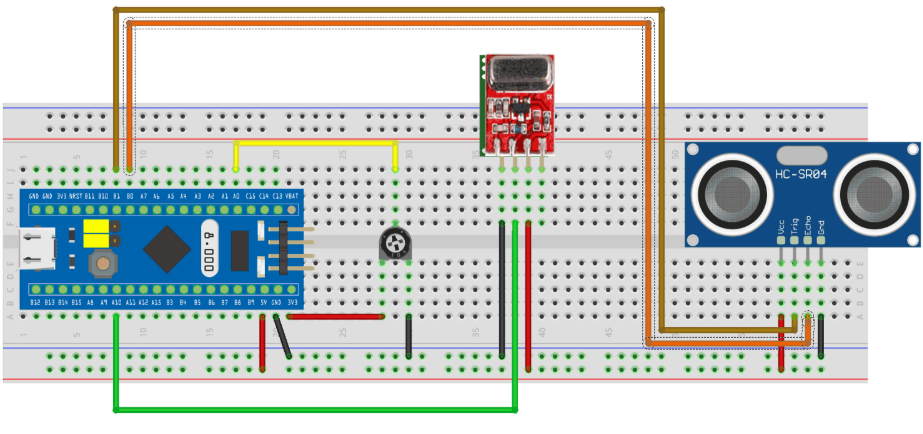 1 5 10 15 20 25 30 50
J
I
H
G
F
GND GND 3V3 NRST B11 B10 B1 B0 A7 A6 A5 A4 A3 A2 A1 A0 C15 C14 C13 VBAT
8.000
B12 B13 B14 B15 A8 A9 A10 A11 A12 A15 B3 B4 B5 B6 B7 B8 B9 5V GND 3V3
HC-SR04
Vcc
Trig
Echo
Gnd
E
D
C
B
A
1 10 25 35 40 45